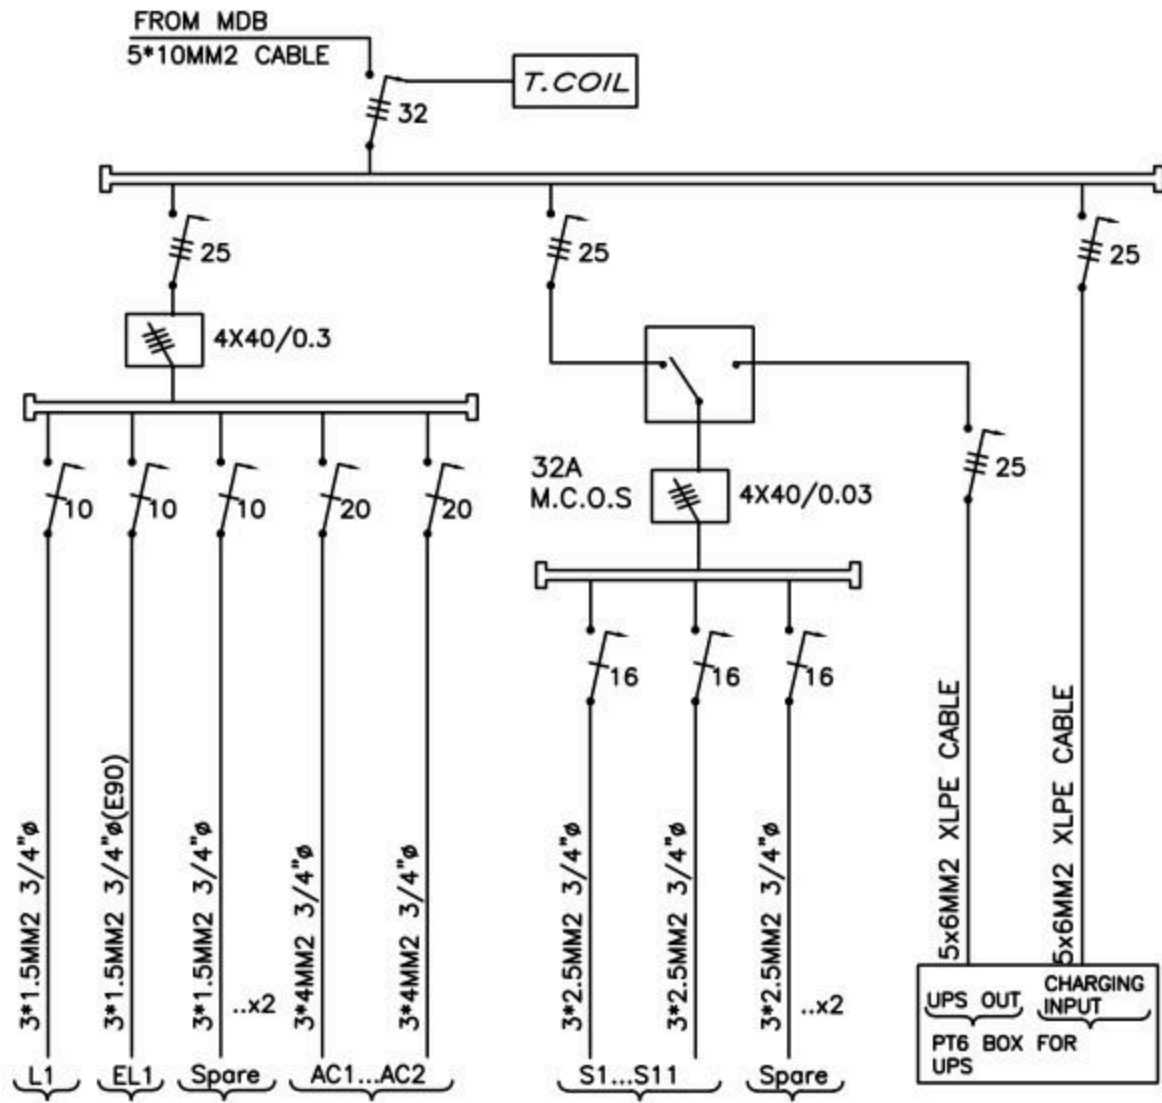 FROM MDB
5*10MM2 CABLE
T.COIL
32
25
25
25
4X40/0.3
32A
M.C.O.S
4X40/0.03
25
10
10
10
20
20
16
16
16
3*1.5MM2 3/4"ø
3*1.5MM2 3/4"ø(E90)
3*1.5MM2 3/4"ø
..x2
3*4MM2 3/4"ø
3*4MM2 3/4"ø
3*2.5MM2 3/4"ø
3*2.5MM2 3/4"ø
3*2.5MM2 3/4"ø
..x2
5x6MM2 XLPE CABLE
5x6MM2 XLPE CABLE
UPS OUT
CHARGING
INPUT
PT6 BOX FOR
UPS
L1
EL1
Spare
AC1...AC2
S1...S11
Spare